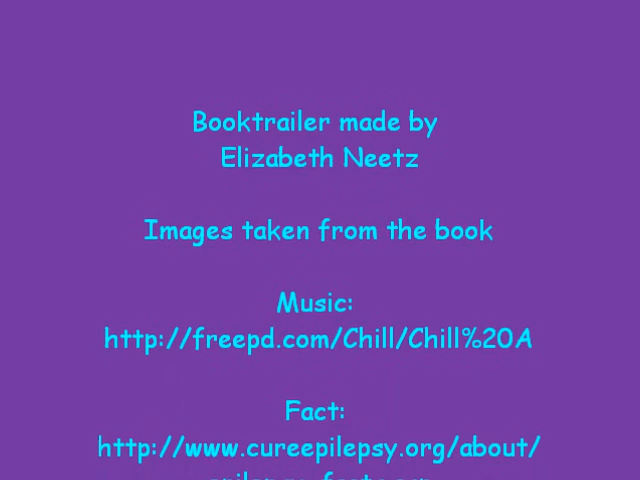 Booktrailer made by
Elizabeth Neetz
Images taken from the book
Music:
http://freepd.com/Chill/Chill%20A
Fact:
http://www.cureepilepsy.org/about/